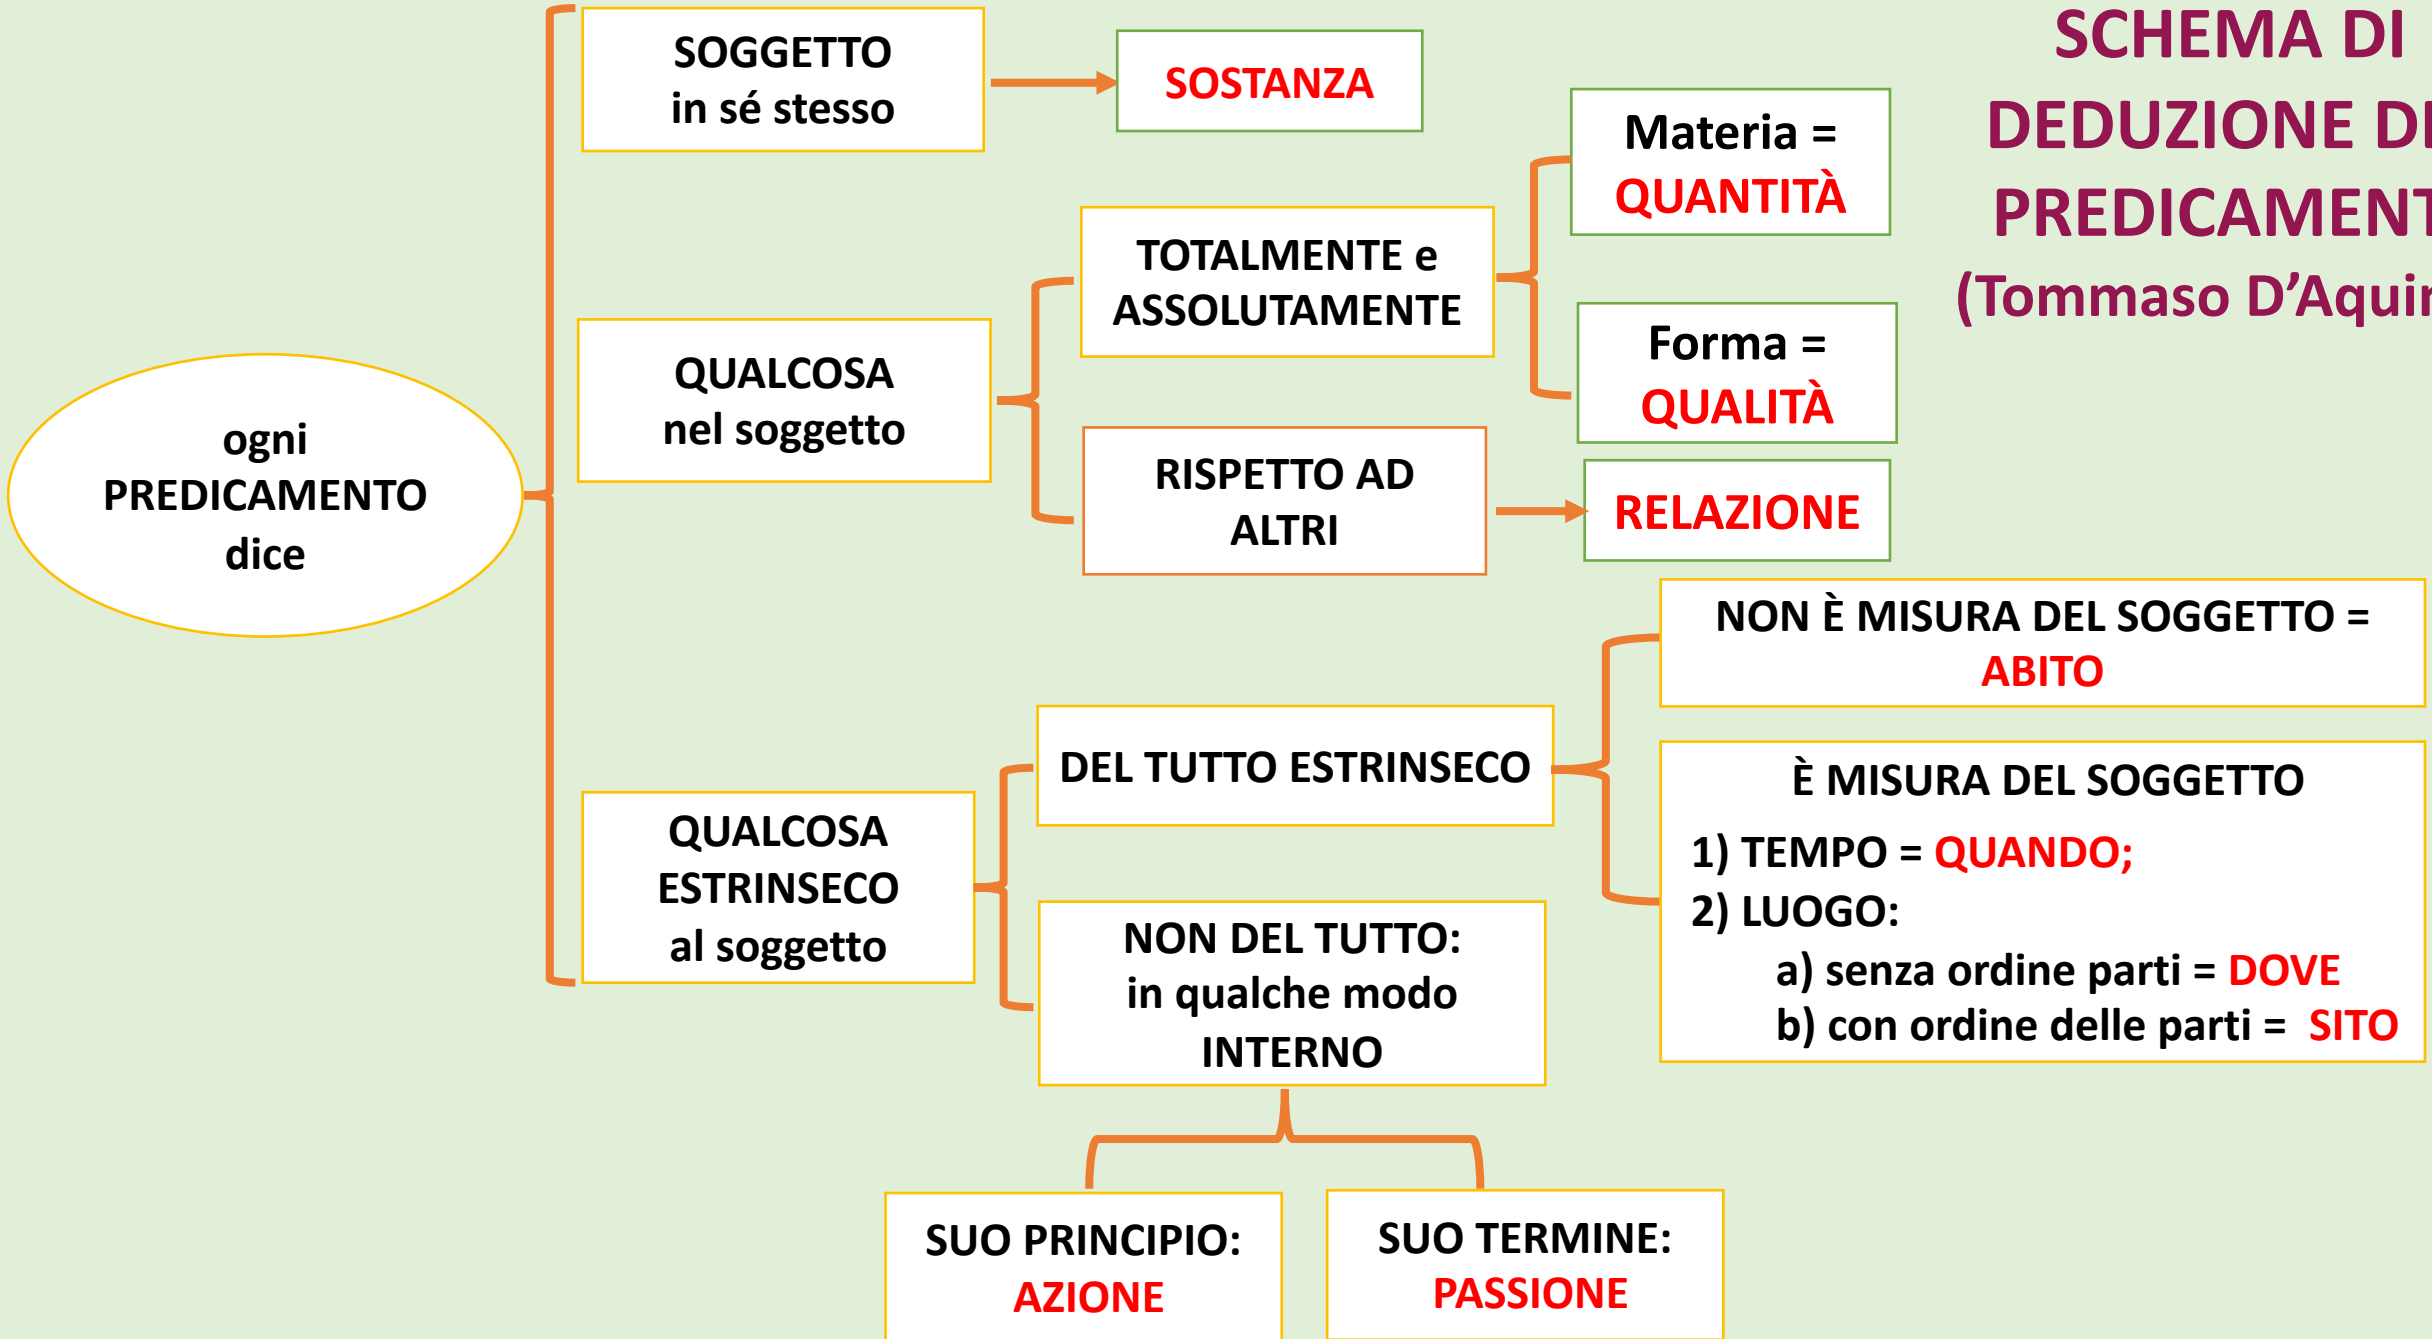 SCHEMA DI
DEDUZIONE DE
PREDICAMENT
(Tommaso D’Aquin
ogni
PREDICAMENTO
dice
SOGGETTO
in sé stesso
SOSTANZA
QUALCOSA
nel soggetto
TOTALMENTE e
ASSOLUTAMENTE
Materia =
QUANTITÀ
Forma =
QUALITÀ
RISPETTO AD
ALTRI
RELAZIONE
QUALCOSA
ESTRINSECO
al soggetto
DEL TUTTO ESTRINSECO
NON È MISURA DEL SOGGETTO =
ABITO
È MISURA DEL SOGGETTO
1) TEMPO = QUANDO;
2) LUOGO:
a) senza ordine parti = DOVE
b) con ordine delle parti = SITO
NON DEL TUTTO:
in qualche modo
INTERNO
SUO PRINCIPIO:
AZIONE
SUO TERMINE:
PASSIONE